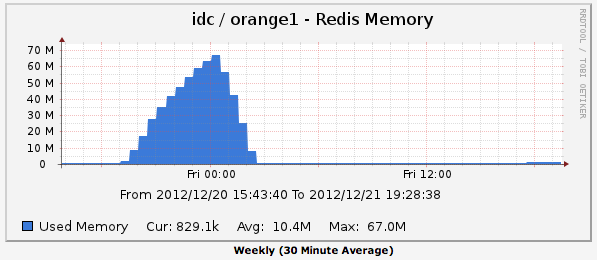 idc / orange1 - Redis Memory
RRDTOOL / TOBI OETIKER
70 M
60 M
50 M
40 M
30 M
20 M
10 M
0
Fri 00:00 Fri 12:00
From 2012/12/20 15:43:40 To 2012/12/21 19:28:38
Used Memory Cur: 829.1k Avg: 10.4M Max: 67.0M
Weekly (30 Minute Average)